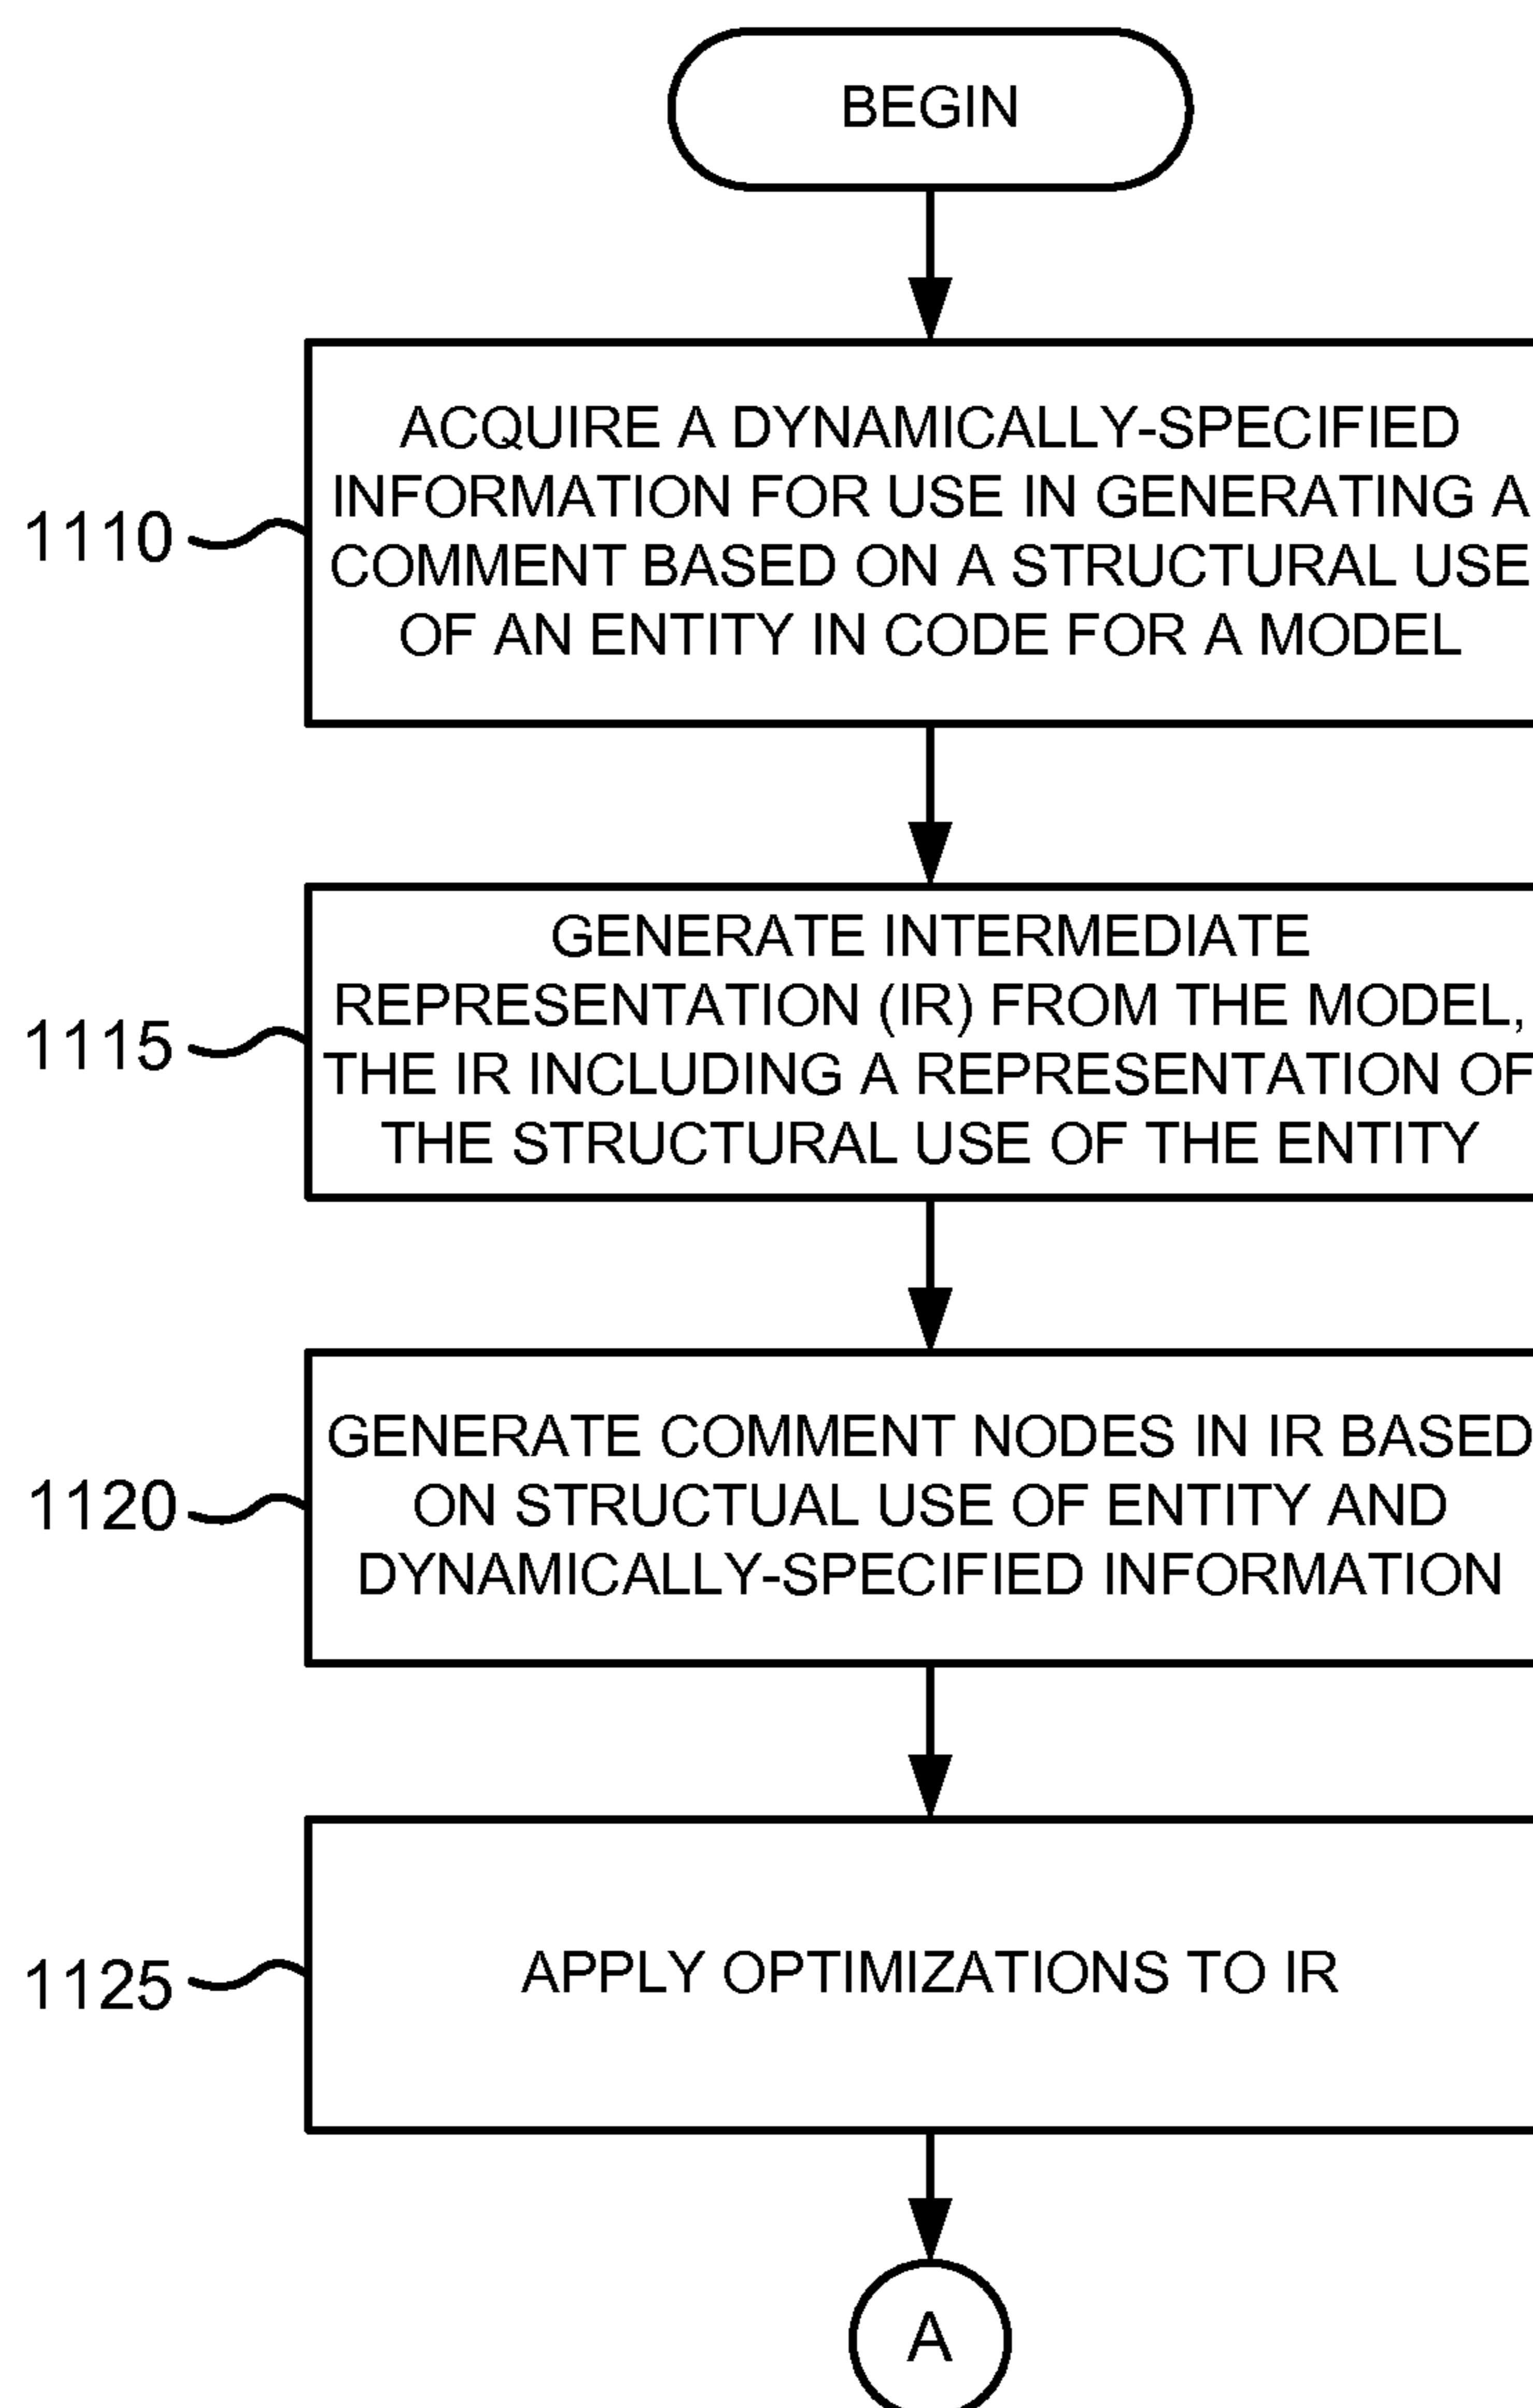 BEGIN
1110
ACQUIRE A DYNAMICALLY-SPECIFIED
INFORMATION FOR USE IN GENERATING A
COMMENT BASED ON A STRUCTURAL USE
OF AN ENTITY IN CODE FOR A MODEL
1115
GENERATE INTERMEDIATE
REPRESENTATION (IR) FROM THE MODEL,
THE IR INCLUDING A REPRESENTATION OF
THE STRUCTURAL USE OF THE ENTITY
1120
GENERATE COMMENT NODES IN IR BASED
ON STRUCTUAL USE OF ENTITY AND
DYNAMICALLY-SPECIFIED INFORMATION
1125
APPLY OPTIMIZATIONS TO IR
A